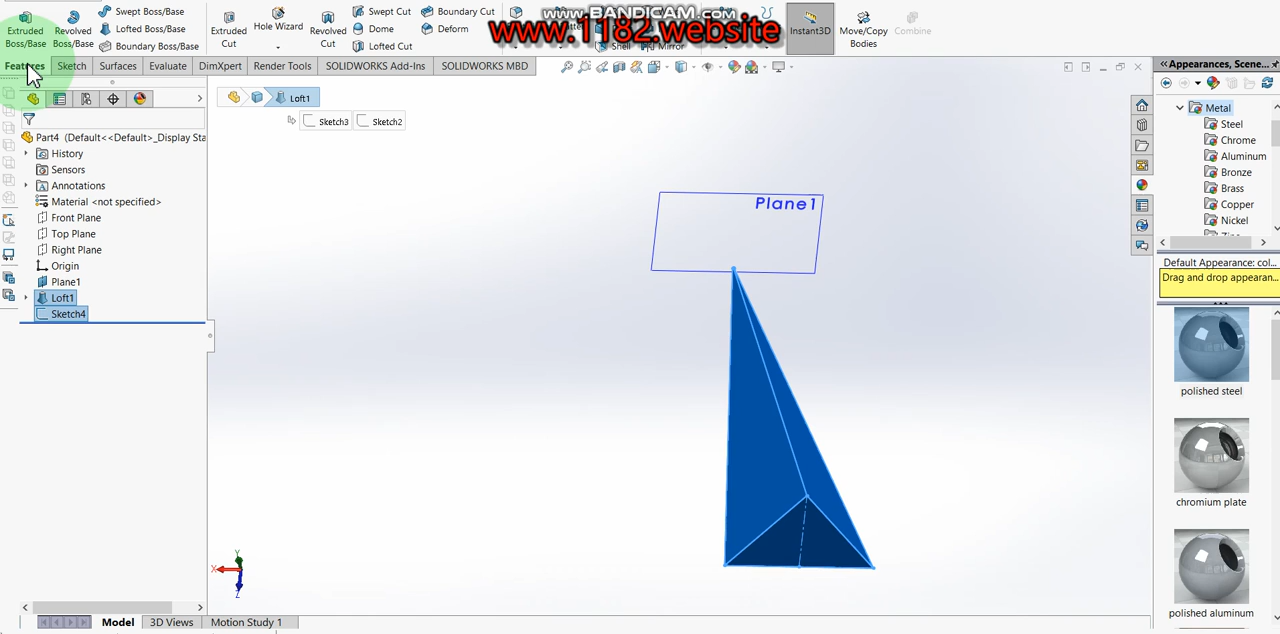 Extruded Boss/Base
Revolved Boss/Base
Swept Boss/Base
Lofted Boss/Base
Boundary Boss/Base
Extruded Cut
Hole Wizard
Revolved Cut
Swept Cut
Dome
Lofted Cut
Boundary Cut
Deform
Shell
Mirror
www.BANDICAM.com
www.1182.website
Instant3D
Move/Copy Bodies
Combine
Features
Sketch
Surfaces
Evaluate
DimXpert
Render Tools
SOLIDWORKS Add-Ins
SOLIDWORKS MBD
Loft1
Sketch3
Sketch2
Part4 (Default<<Default>_Display Sta
History
Sensors
Annotations
Material <not specified>
Front Plane
Top Plane
Right Plane
Origin
Plane1
Loft1
Sketch4
Plane1
Y
X
Z
Model
3D Views
Motion Study 1
Appearances, Scene...
Metal
Steel
Chrome
Aluminum
Bronze
Brass
Copper
Nickel
Default Appearance: col...
Drag and drop appearan...
polished steel
chromium plate
polished aluminum